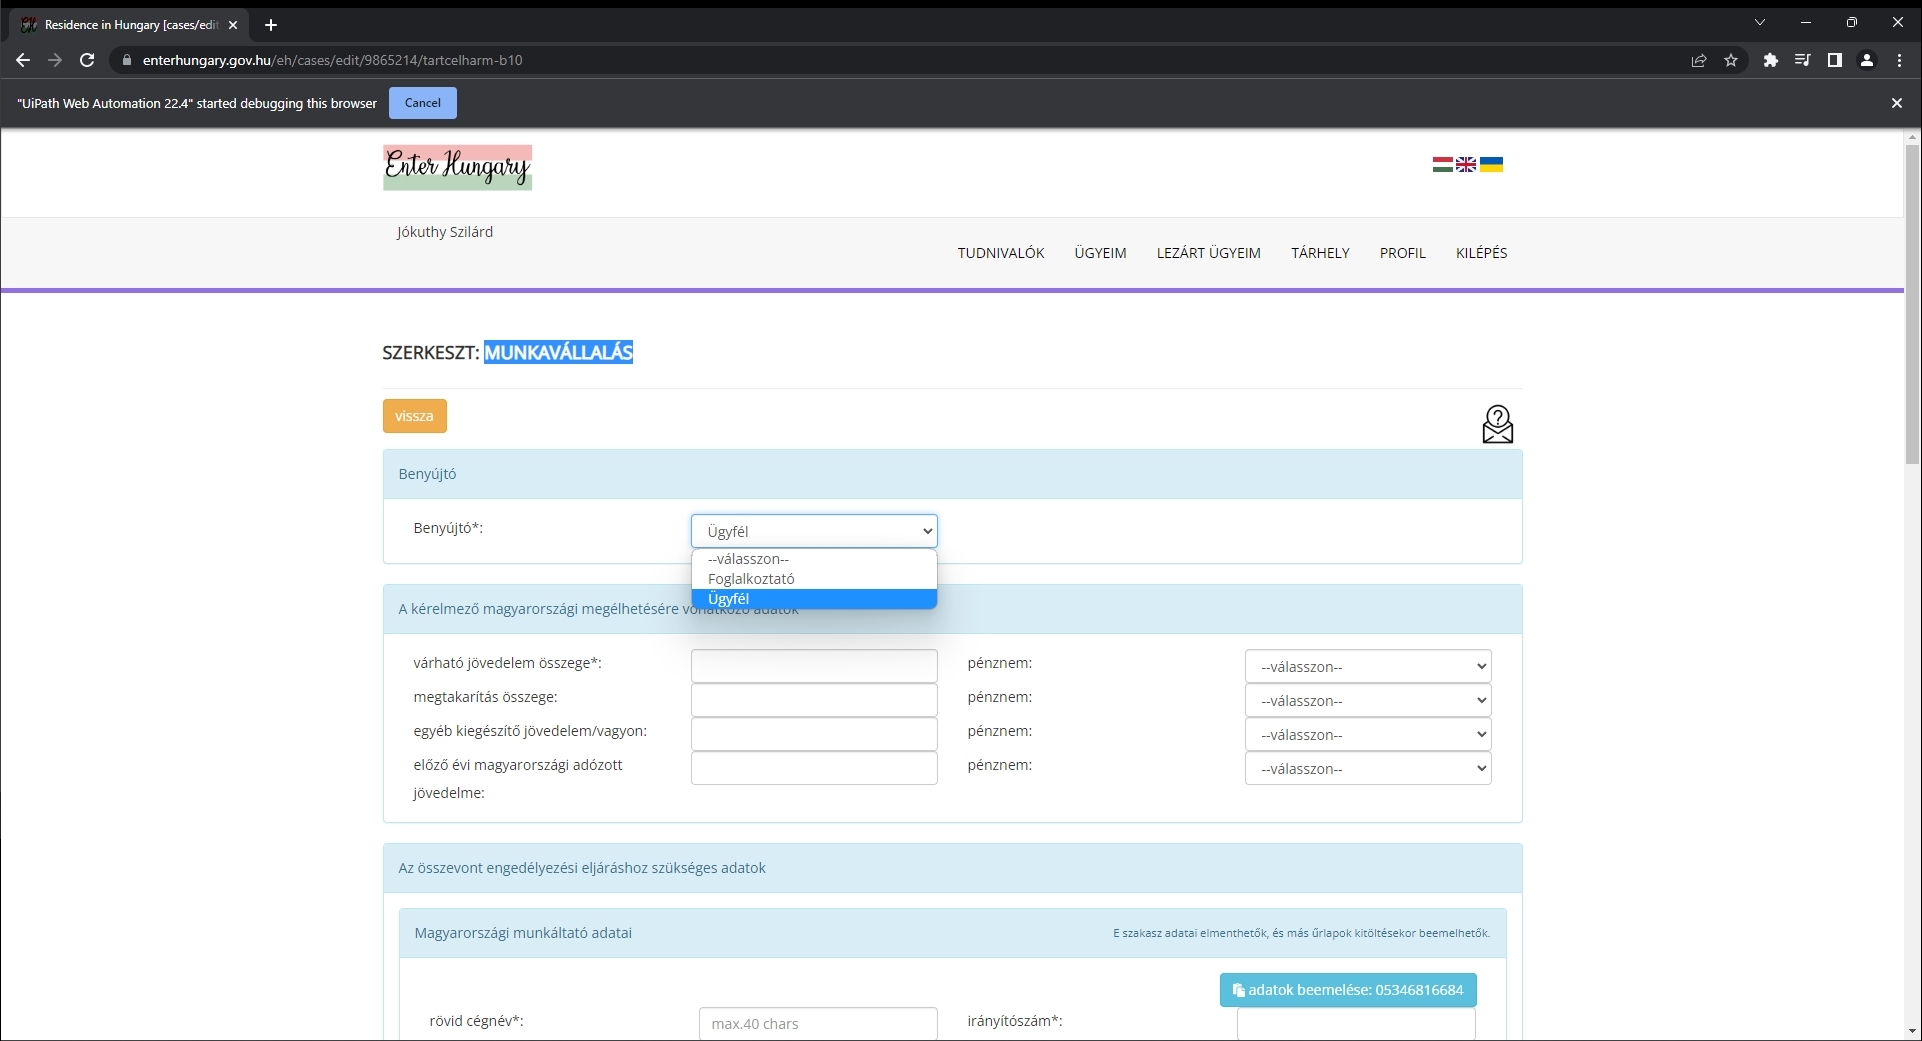 Residence in Hungary [cases/edit
enterhungary.gov.hu/eh/cases/edit/9865214/tartcelharm-b10
"UiPath Web Automation 22.4" started debugging this browser
Cancel
Enter Hungary
Jókuthy Szilárd
TUDNIVALÓK ÜGYEIM LEZÁRT ÜGYEIM TÁRHELY PROFIL KILÉPÉS
SZERKESZT: MUNKAVÁLLALÁS
vissza
Benyújtó
Benyújtó*: Ügyfél
--válasszon--
Foglalkoztató
Ügyfél
A kérelmező magyarországi megélhetésére vonatkozó adatok
várható jövedelem összege*: pénznem: --válasszon--
megtakarítás összege: pénznem: --válasszon--
egyéb kiegészítő jövedelem/vagyon: pénznem: --válasszon--
előző évi magyarországi adózott pénznem: --válasszon--
jövedelme:
Az összevont engedélyezési eljáráshoz szükséges adatok
Magyarországi munkáltató adatai E szakasz adatai elmenthetők, és más űrlapok kitöltésekor beemelhetők.
adatok beemelése: 05346816684
rövid cégnév*: max.40 chars irányítószám*: